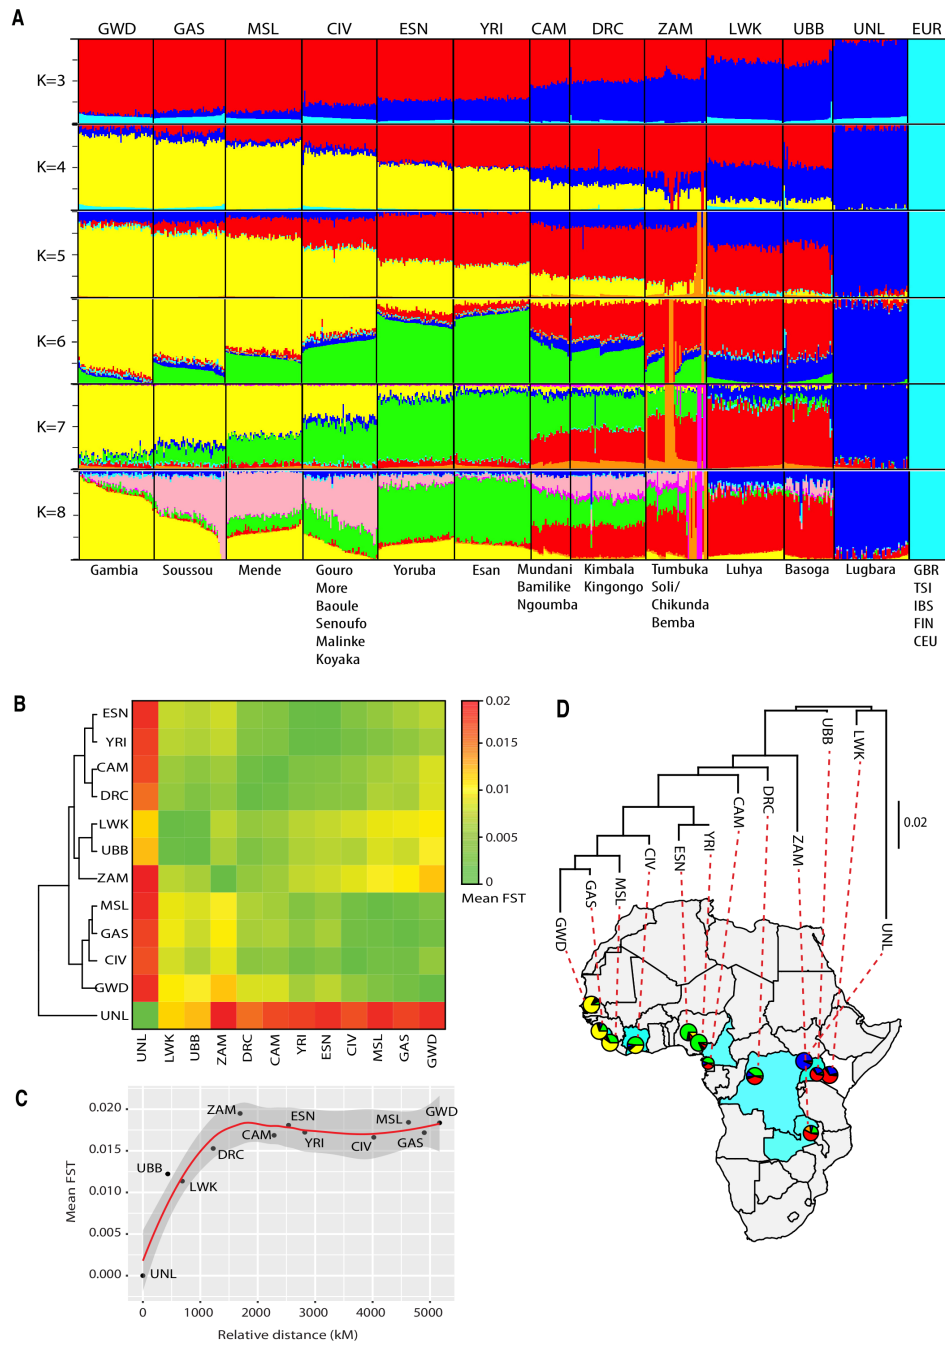 A
GWD GAS MSL CIV ESN YRI CAM DRC ZAM LWK UBB UNL EUR
K=3
K=4
K=5
K=6
K=7
K=8
Gambia Soussou Mende Gouro Yoruba Esan Mundani Kimbala Tumbuka Luhya Basoga Lugbara GBR
More Bamilike Kingongo Soli/ TSI
Baoule Ngoumba Chikunda IBS
Senoufo Bemba FIN
Malinke CEU
Koyaka
B
ESN
YRI
CAM
DRC
LWK
UBB
ZAM
MSL
GAS
CIV
GWD
UNL
UNL LWK UBB ZAM DRC CAM YRI ESN CIV MSL GAS GWD
0.02
0.015
0.01
0.005
0
Mean FST
C
Mean FST
0.020
0.015
0.010
0.005
0.000
ZAM
ESN
MSL
GWD
CAM
YRI
CIV
GAS
DRC
UBB
LWK
UNL
0 1000 2000 3000 4000 5000
Relative distance (kM)
D
UBB
LWK
DRC
CAM
ZAM
YRI
ESN
CIV
MSL
GAS
GWD
UNL
0.02